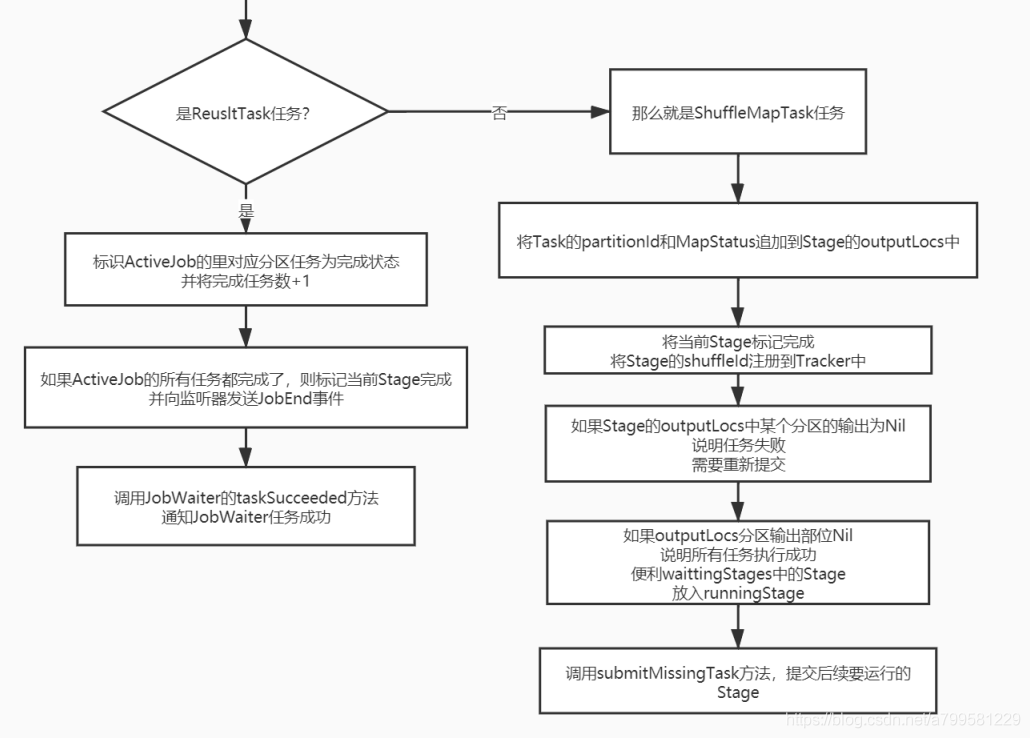 是ReusltTask任务?
否
那么就是ShuffleMapTask任务
是
标识ActiveJob的里对应分区任务为完成状态
并将完成任务数+1
如果ActiveJob的所有任务都完成了，则标记当前Stage完成
并向监听器发送JobEnd事件
调用JobWaiter的taskSucceeded方法
通知JobWaiter任务成功
将Task的partitionId和MapStatus追加到Stage的outputLocs中
将当前Stage标记完成
将Stage的shuffleId注册到Tracker中
如果Stage的outputLocs中某个分区的输出为Nil
说明任务失败
需要重新提交
如果outputLocs分区输出部位Nil
说明所有任务执行成功
便利waittingStages中的Stage
放入runningStage
调用submitMissingTask方法，提交后续要运行的
Stage
https://blog.csdn.net/a799581229